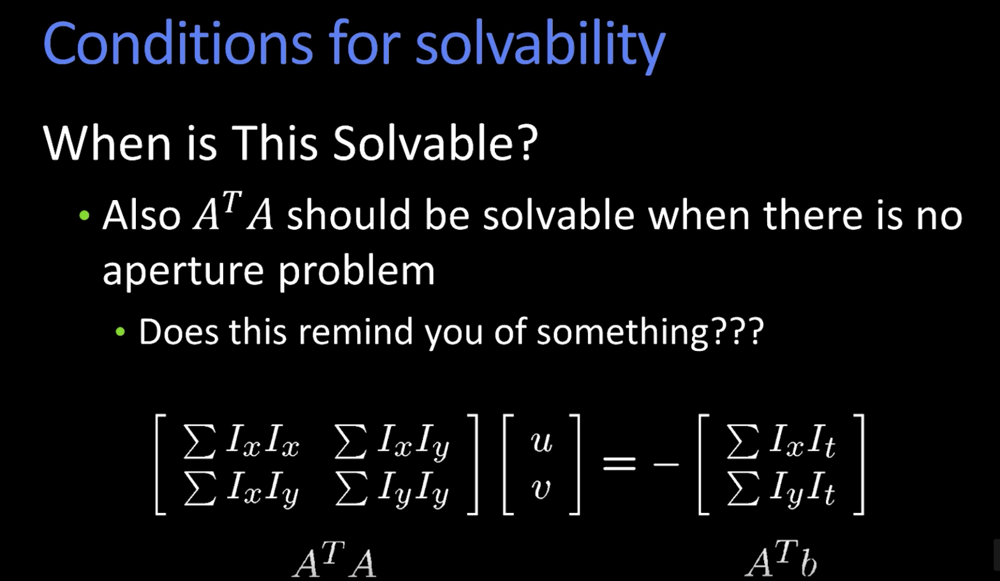 Conditions for solvability
When is This Solvable?
• Also $A^T A$ should be solvable when there is no
aperture problem
• Does this remind you of something???
$\begin{bmatrix} \sum I_x I_x & \sum I_x I_y \\ \sum I_x I_y & \sum I_y I_y \end{bmatrix} \begin{bmatrix} u \\ v \end{bmatrix} = - \begin{bmatrix} \sum I_x I_t \\ \sum I_y I_t \end{bmatrix}$
$A^T A$ $A^T b$